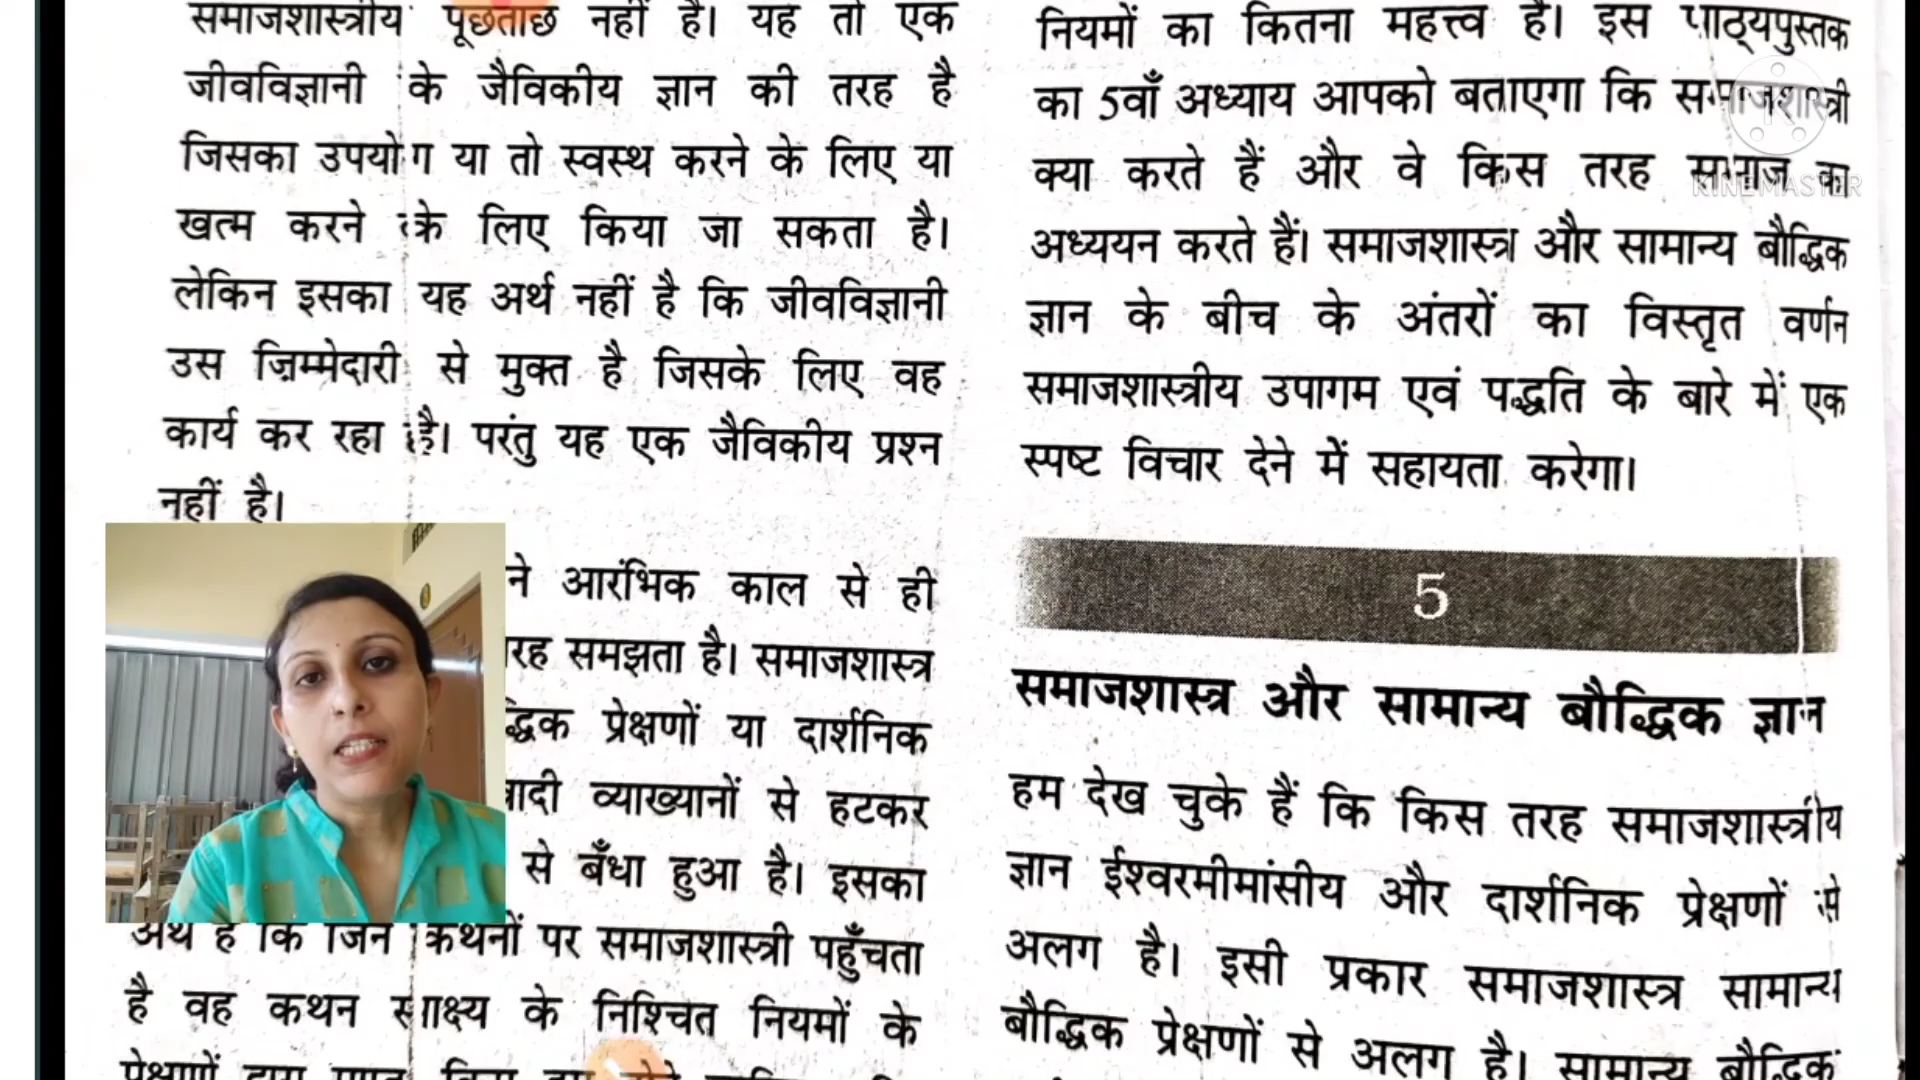 समाजशास्त्रीय पूछताछ नहीं है। यह तो एक
जीवविज्ञानी के जैविकीय ज्ञान की तरह है
जिसका उपयोग या तो स्वस्थ करने के लिए या
खत्म करने के लिए किया जा सकता है।
लेकिन इसका यह अर्थ नहीं है कि जीवविज्ञानी
उस ज़िम्मेदारी से मुक्त है जिसके लिए वह
कार्य कर रहा है। परंतु यह एक जैविकीय प्रश्न
नहीं है।
ने आरंभिक काल से ही
समझता है। समाजशास्त्र
प्रेक्षणों या दार्शनिक
व्याख्यानों से हटकर
से बँधा हुआ है। इसका
अर्थ है कि जिन कथनों पर समाजशास्त्री पहुँचता
है वह कथन साक्ष्य के निश्चित नियमों के
नियमों का कितना महत्त्व है। इस पाठ्यपुस्तक
का 5वाँ अध्याय आपको बताएगा कि समाजशास्त्री
क्या करते हैं और वे किस तरह समाज का
अध्ययन करते हैं। समाजशास्त्र और सामान्य बौद्धिक
ज्ञान के बीच के अंतरों का विस्तृत वर्णन
समाजशास्त्रीय उपागम एवं पद्धति के बारे में एक
स्पष्ट विचार देने में सहायता करेगा।
5
समाजशास्त्र और सामान्य बौद्धिक ज्ञान
हम देख चुके हैं कि किस तरह समाजशास्त्रीय
ज्ञान ईश्वरमीमांसीय और दार्शनिक प्रेक्षणों से
अलग है। इसी प्रकार समाजशास्त्र सामान्य
बौद्धिक प्रेक्षणों से अलग है। सामान्य बौद्धिक
KINEMASTER